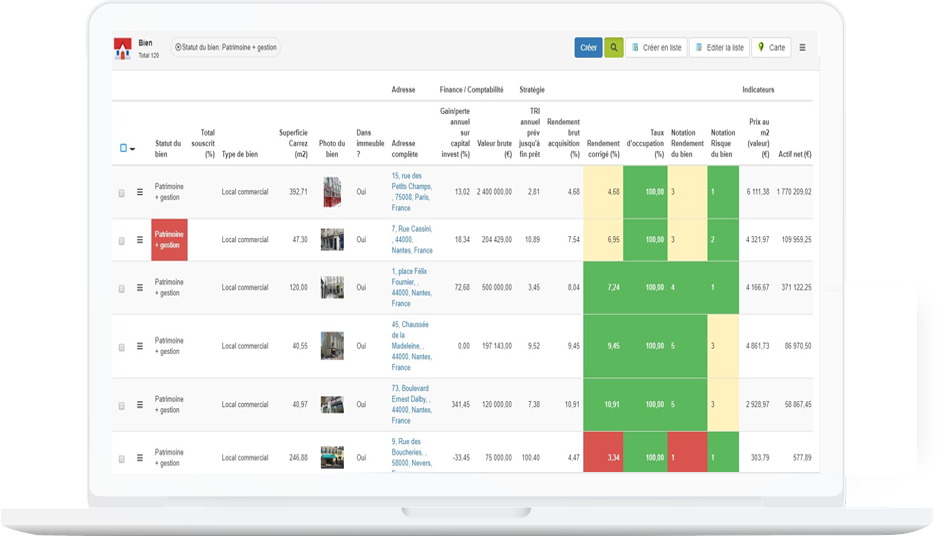 Bien
Total 120
Statut du bien: Patrimoine + gestion
Créer
Créer en liste
Editer la liste
Carte
Adresse Finance / Comptabilité Stratégie Indicateurs
Statut du bien
Total souscrit (%)
Type de bien
Superficie Carrez (m2)
Photo du bien
Dans immeuble ?
Adresse complète
Gain/perte annuel sur capital invest (%)
Valeur brute (€)
TRI annuel prév jusqu'à fin prêt
Rendement brut acquisition (%)
Rendement corrigé (%)
Taux d'occupation (%)
Notation Rendement du bien
Notation Risque du bien
Prix au m2 (valeur) (€)
Actif net (€)
Patrimoine + gestion
Local commercial
392,71
Oui
15, rue des
Petits Champs,
, 75008, Paris,
France
13,02 2 400 000,00 2,81 4,68 4,68 100,00 3 1 6 111,38 1 770 209,02
Patrimoine + gestion
Local commercial
47,30
Oui
7, Rue Cassini,
, 44000,
Nantes, France
18,34 204 429,00 10,89 7,54 6,95 100,00 3 2 4 321,97 109 959,25
Patrimoine + gestion
Local commercial
120,00
Oui
1, place Félix
Fournier, ,
44000, Nantes,
France
72,68 500 000,00 3,45 8,04 7,24 100,00 4 1 4 166,67 371 122,25
Patrimoine + gestion
Local commercial
40,55
Oui
45, Chaussée
de la
Madeleine, ,
44000, Nantes,
France
0,00 197 143,00 9,52 9,45 9,45 100,00 5 3 4 861,73 86 970,50
Patrimoine + gestion
Local commercial
40,97
Oui
73, Boulevard
Ernest Dalby, ,
44000, Nantes,
France
341,45 120 000,00 7,38 10,91 10,91 100,00 5 3 2 928,97 58 867,45
Patrimoine + gestion
Local commercial
246,88
Oui
9, Rue des
Boucheries, ,
58000, Nevers,
-33,45 75 000,00 100,40 4,47 3,34 100,00 1 1 303,79 577,89